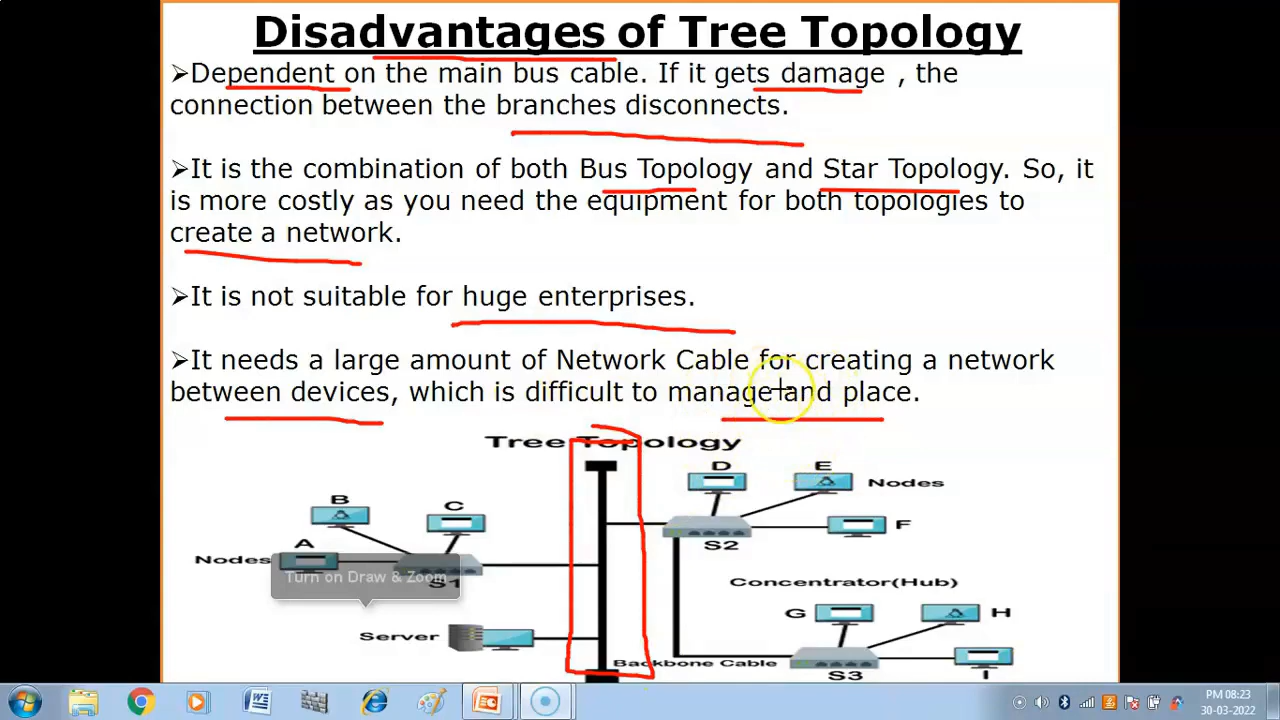 Disadvantages of Tree Topology
➢Dependent on the main bus cable. If it gets damage , the
connection between the branches disconnects.
➢It is the combination of both Bus Topology and Star Topology. So, it
is more costly as you need the equipment for both topologies to
create a network.
➢It is not suitable for huge enterprises.
➢It needs a large amount of Network Cable for creating a network
between devices, which is difficult to manage and place.
Tree Topology
D
E
Nodes
B
C
F
S2
A
Nodes
S1
Turn on Draw & Zoom
Concentrator(Hub)
G
H
Server
Backbone Cable
S3
I
PM 08:23
30-03-2022